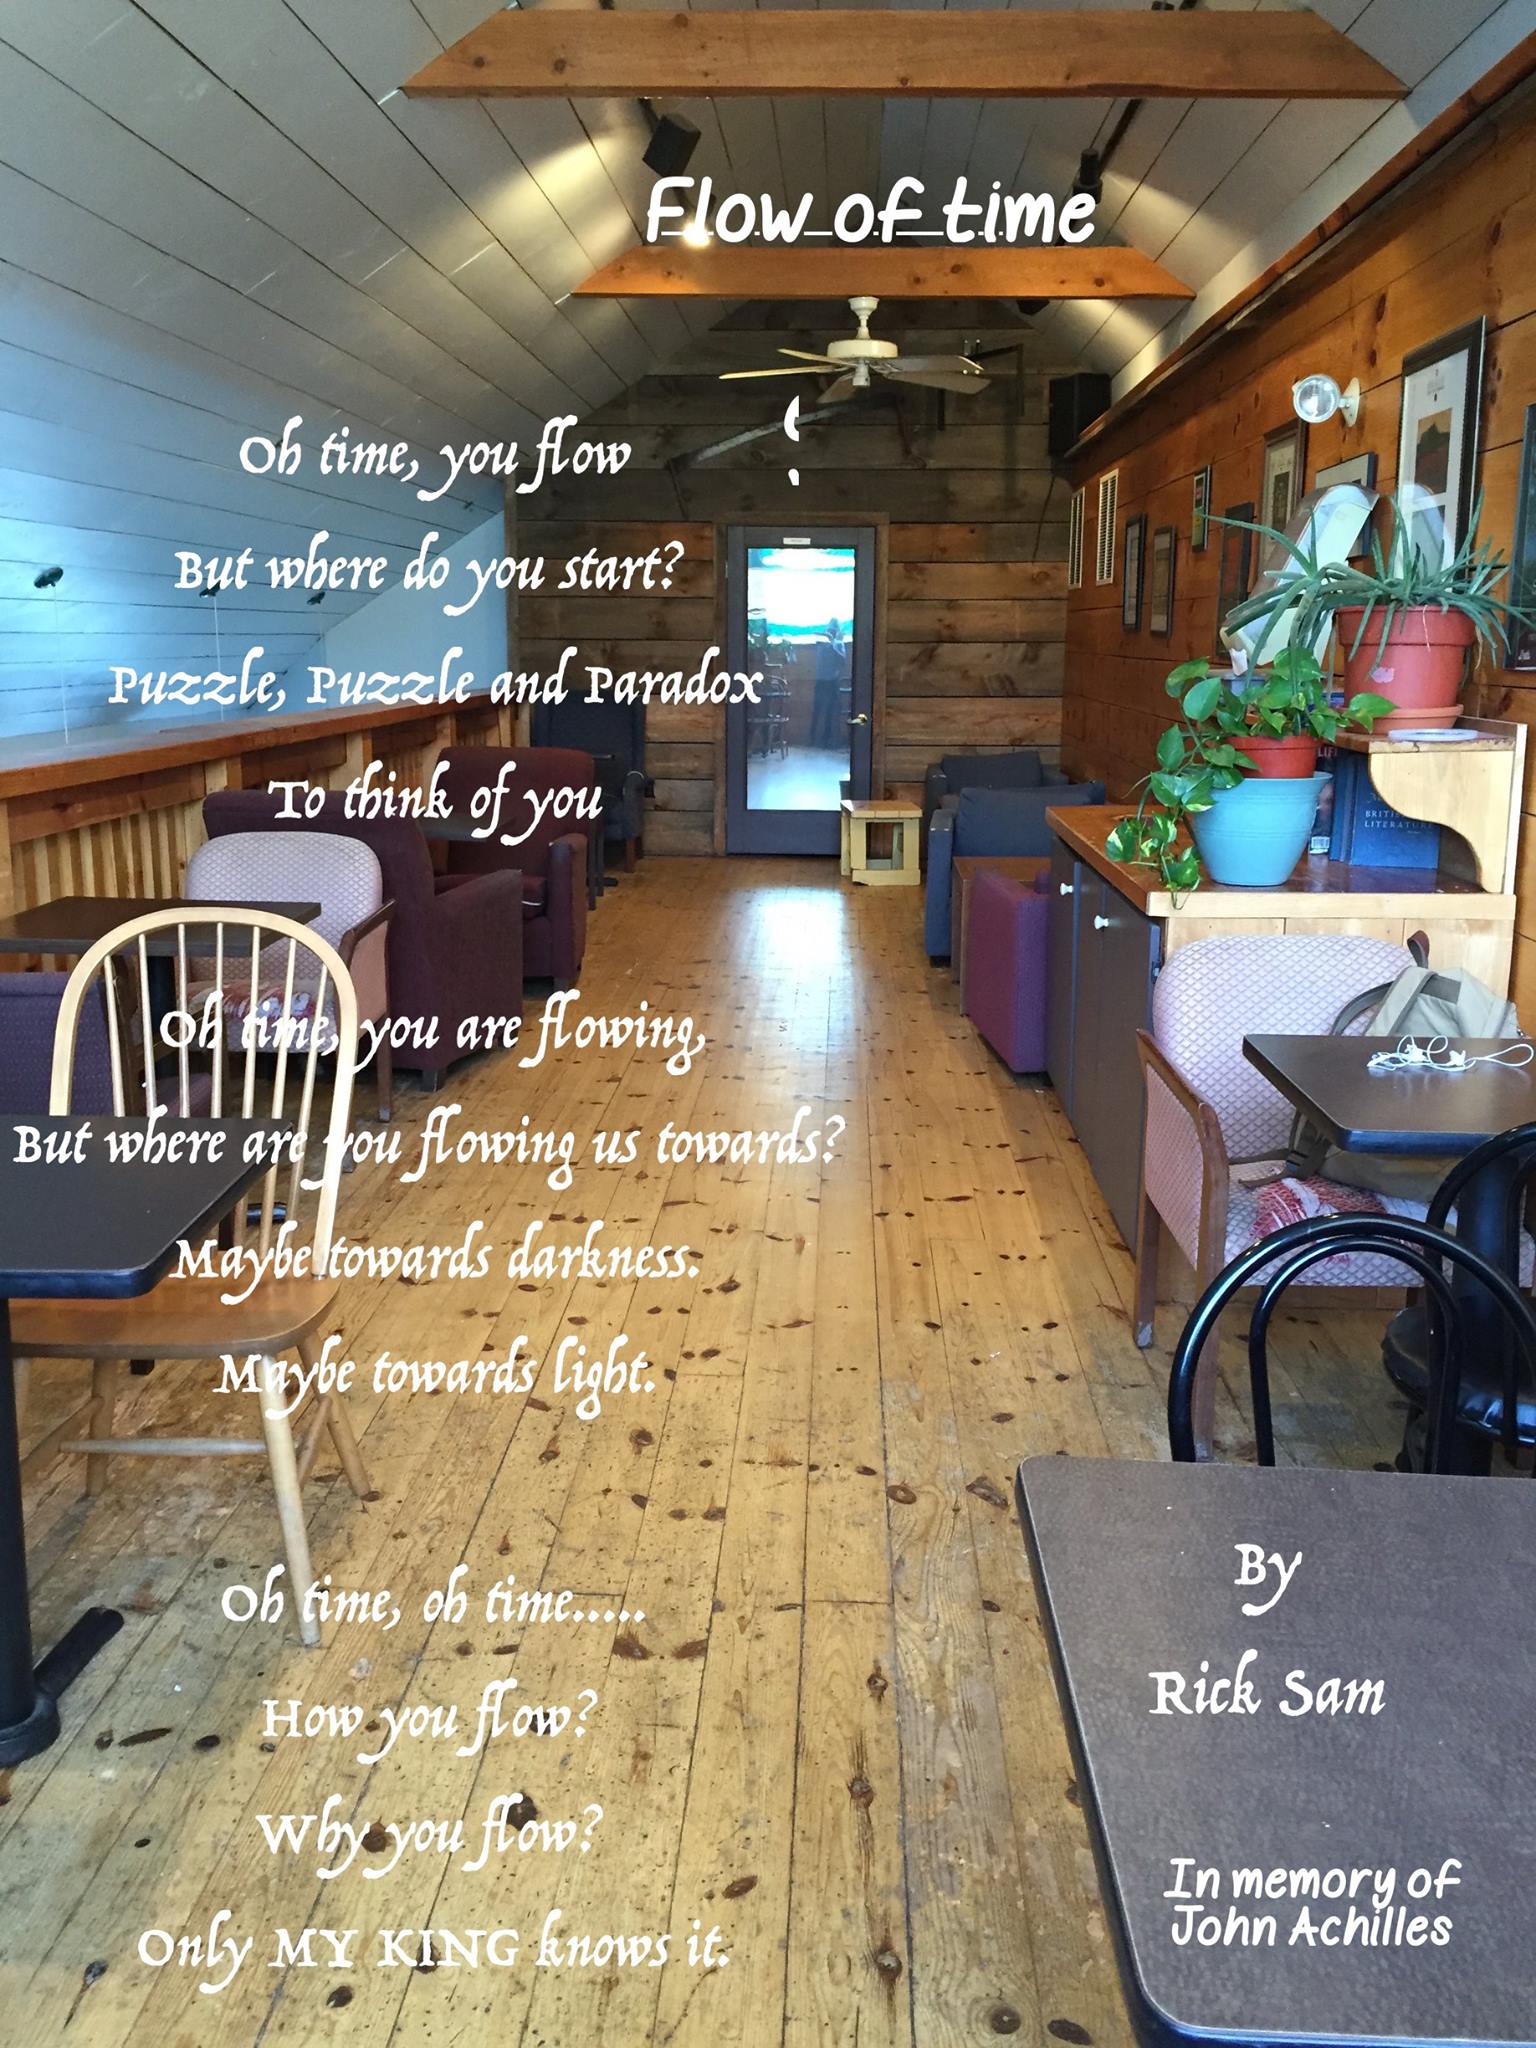 Flow of time
Oh time, you flow
But where do you start?
Puzzle, Puzzle and Paradox
To think of you
Oh time, you are flowing,
But where are you flowing us towards?
Maybe towards darkness.
Maybe towards light.
Oh time, oh time.....
How you flow?
Why you flow?
Only MY KING knows it.
By
Rick Sam
In memory of
John Achilles
BRITISH
LITERATURE